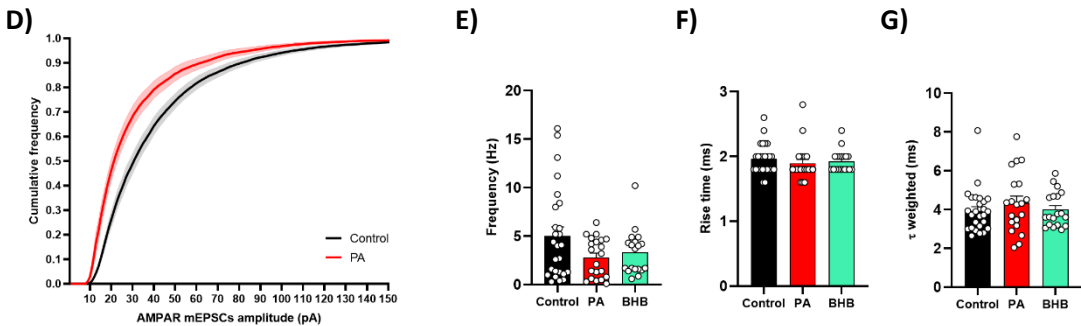 D)
Cumulative frequency
1.0
0.9
0.8
0.7
0.6
0.5
0.4
0.3
0.2
0.1
0.0
Control
PA
10 20 30 40 50 60 70 80 90 100 110 120 130 140 150
AMPAR mEPSCs amplitude (pA)
E)
Frequency (Hz)
20
15
10
5
0
Control PA BHB
F)
Rise time (ms)
3
2
1
0
Control PA BHB
G)
τ weighted (ms)
10
8
6
4
2
0
Control PA BHB